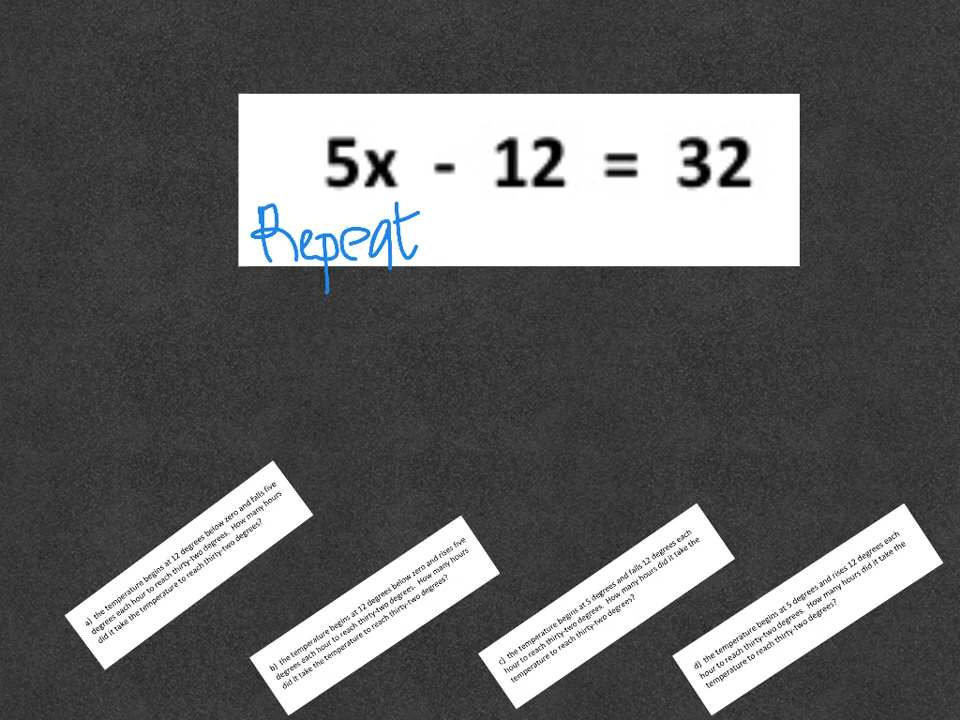 5x - 12 = 32
Repeat
a) the temperature begins at 12 degrees below zero and falls five
degrees each hour to reach thirty-two degrees. How many hours
did it take the temperature to reach thirty-two degrees?
b) the temperature begins at 12 degrees below zero and rises five
degrees each hour to reach thirty-two degrees. How many hours
did it take the temperature to reach thirty-two degrees?
c) the temperature begins at 5 degrees and falls 12 degrees each
hour to reach thirty-two degrees. How many hours did it take the
temperature to reach thirty-two degrees?
d) the temperature begins at 5 degrees and rises 12 degrees each
hour to reach thirty-two degrees. How many hours did it take the
temperature to reach thirty-two degrees?